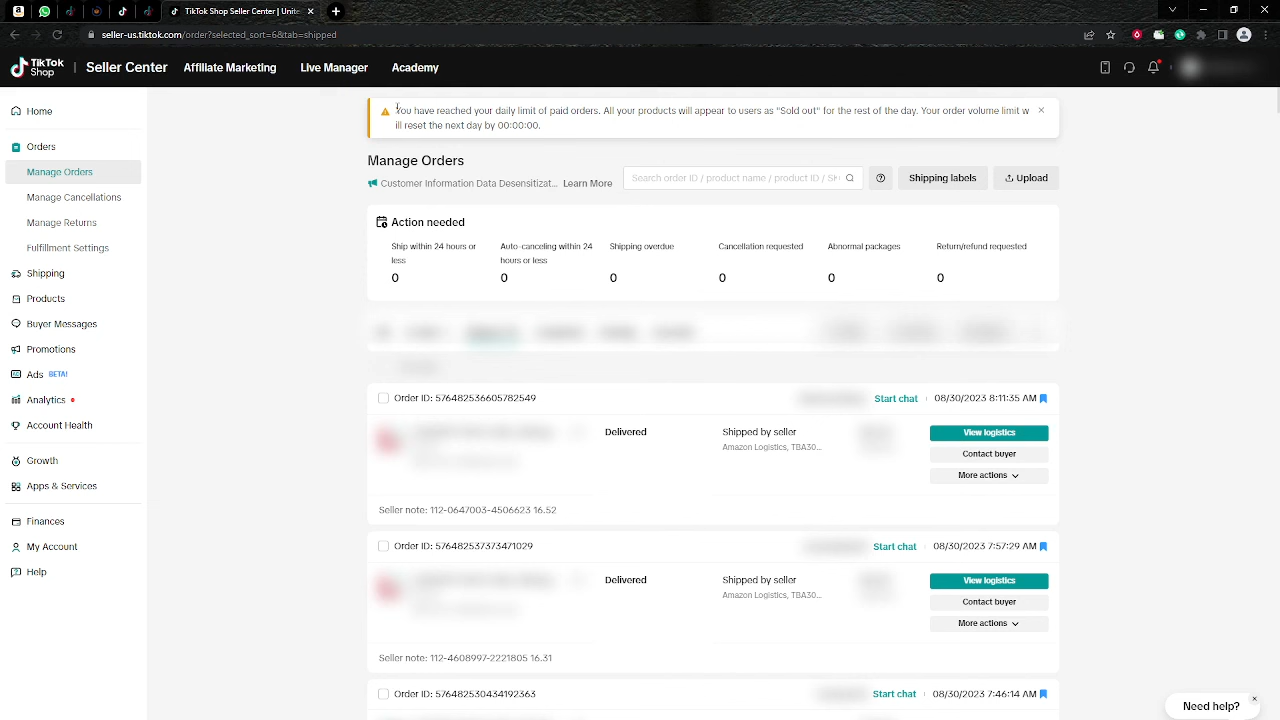 TikTok Shop Seller Center | Unite
seller-us.tiktok.com/order?selected_sort=6&tab=shipped
TikTok Shop | Seller Center
Affiliate Marketing
Live Manager
Academy
Home
Orders
Manage Orders
Manage Cancellations
Manage Returns
Fulfillment Settings
Shipping
Products
Buyer Messages
Promotions
Ads BETA!
Analytics
Account Health
Growth
Apps & Services
Finances
My Account
Help
You have reached your daily limit of paid orders. All your products will appear to users as "Sold out" for the rest of the day. Your order volume limit w
ill reset the next day by 00:00:00.
Manage Orders
Customer Information Data Desensitizat... Learn More
Search order ID / product name / product ID / SK
Shipping labels
Upload
Action needed
Ship within 24 hours or
less
0
Auto-canceling within 24
hours or less
0
Shipping overdue
0
Cancellation requested
0
Abnormal packages
0
Return/refund requested
0
Order ID: 576482536605782549
Start chat
08/30/2023 8:11:35 AM
Delivered
Shipped by seller
Amazon Logistics, TBA30...
View logistics
Contact buyer
More actions
Seller note: 112-0647003-4506623 16.52
Order ID: 576482537373471029
Start chat
08/30/2023 7:57:29 AM
Delivered
Shipped by seller
Amazon Logistics, TBA30...
View logistics
Contact buyer
More actions
Seller note: 112-4608997-2221805 16.31
Order ID: 576482530434192363
Start chat
08/30/2023 7:46:14 AM
Need help?